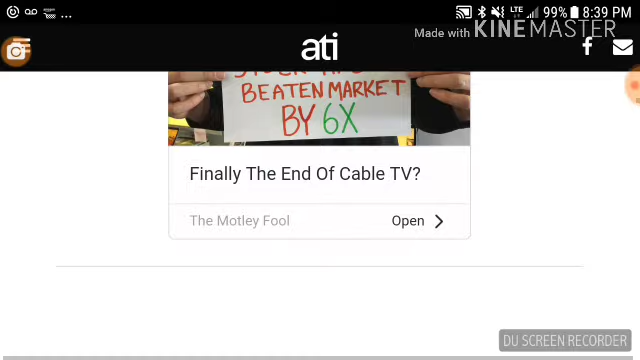 LTE 99% 8:39 PM
Made with KINEMASTER
ati
BEATEN MARKET
BY 6X
Finally The End Of Cable TV?
The Motley Fool Open
DU SCREEN RECORDER